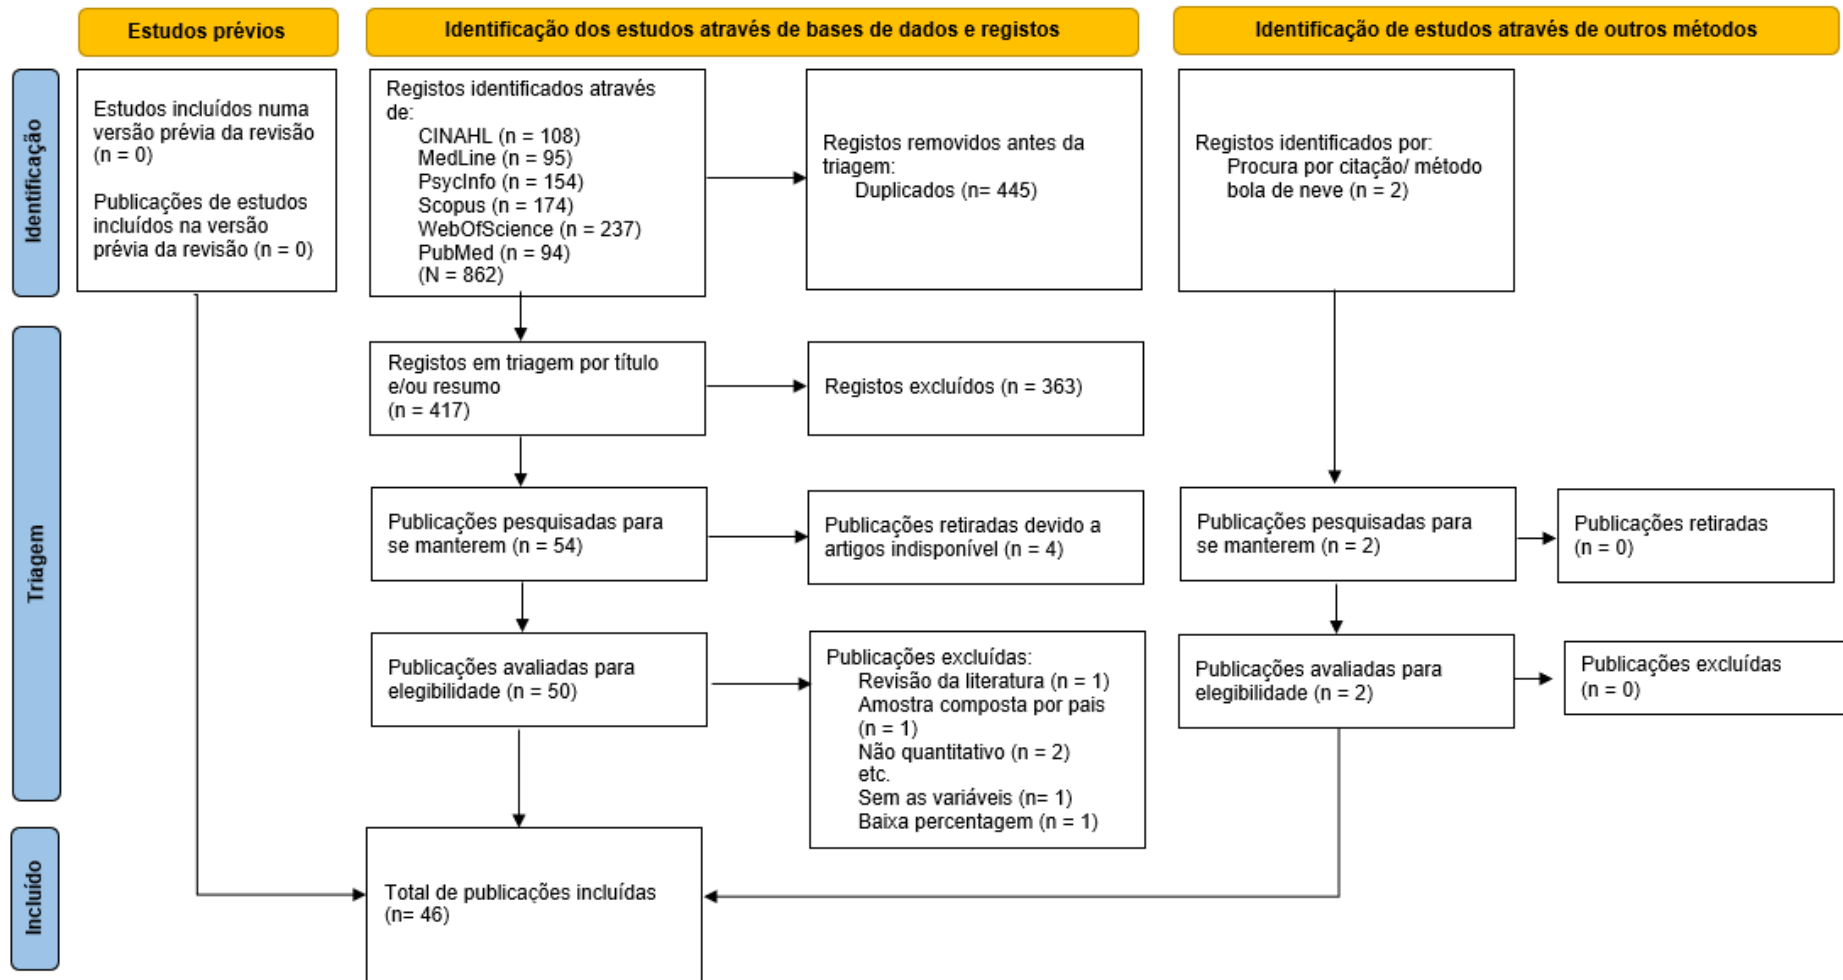 Estudos prévios
Identificação dos estudos através de bases de dados e registos
Identificação de estudos através de outros métodos
Identificação
Estudos incluídos numa
versão prévia da revisão
(n = 0)
Publicações de estudos
incluídos na versão
prévia da revisão (n = 0)
Registos identificados através
de:
CINAHL (n = 108)
MedLine (n = 95)
PsycInfo (n = 154)
Scopus (n = 174)
WebOfScience (n = 237)
PubMed (n = 94)
(N = 862)
Registos removidos antes da
triagem:
Duplicados (n= 445)
Registos identificados por:
Procura por citação/ método
bola de neve (n = 2)
Triagem
Registos em triagem por título
e/ou resumo
(n = 417)
Registos excluídos (n = 363)
Publicações pesquisadas para
se manterem (n = 54)
Publicações retiradas devido a
artigos indisponível (n = 4)
Publicações pesquisadas para
se manterem (n = 2)
Publicações retiradas
(n = 0)
Publicações avaliadas para
elegibilidade (n = 50)
Publicações excluídas:
Revisão da literatura (n = 1)
Amostra composta por pais
(n = 1)
Não quantitativo (n = 2)
etc.
Sem as variáveis (n= 1)
Baixa percentagem (n = 1)
Publicações avaliadas para
elegibilidade (n = 2)
Publicações excluídas
(n = 0)
Incluído
Total de publicações incluídas
(n= 46)